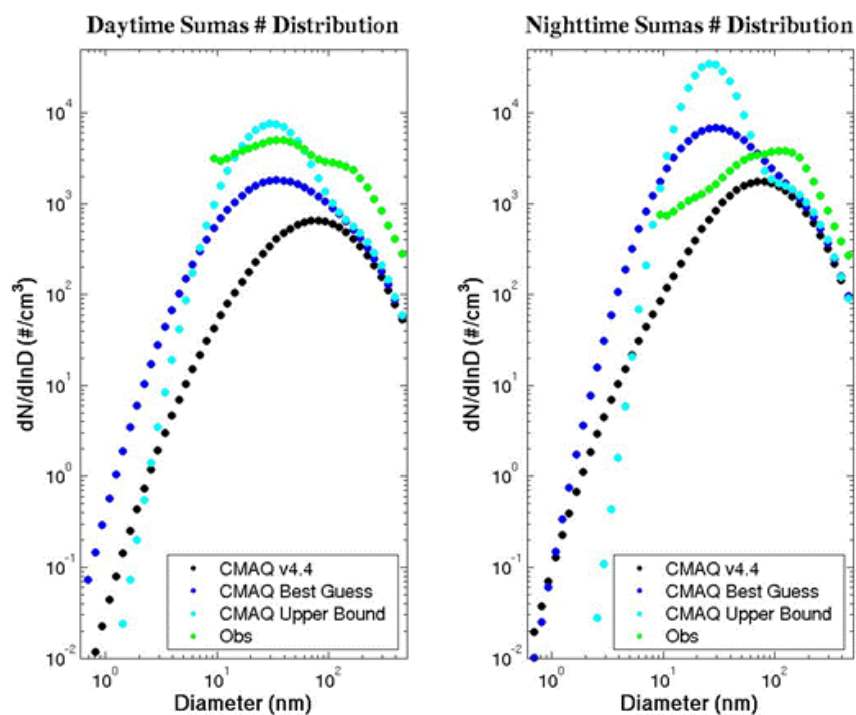 Daytime Sumas # Distribution
10^4
10^3
10^2
10^1
10^0
10^-1
10^-2
dN/dlnD (#/cm^3)
CMAQ v4.4
CMAQ Best Guess
CMAQ Upper Bound
Obs
10^0
10^1
10^2
Diameter (nm)
Nighttime Sumas # Distribution
10^4
10^3
10^2
10^1
10^0
10^-1
10^-2
dN/dlnD (#/cm^3)
CMAQ v4.4
CMAQ Best Guess
CMAQ Upper Bound
Obs
10^0
10^1
10^2
Diameter (nm)